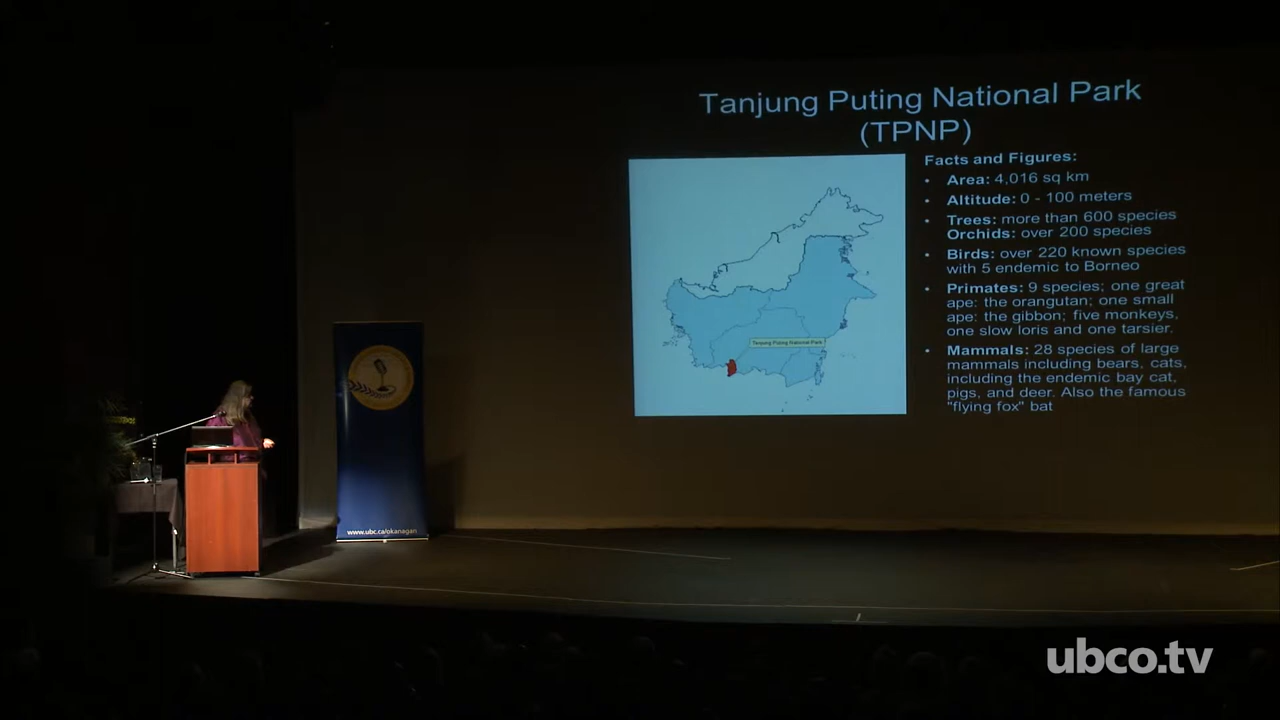 Tanjung Puting National Park
(TPNP)
Facts and Figures:
• Area: 4,016 sq km
• Altitude: 0 - 100 meters
• Trees: more than 600 species
Orchids: over 200 species
• Birds: over 220 known species
with 5 endemic to Borneo
• Primates: 9 species; one great
ape: the orangutan; one small
ape: the gibbon; five monkeys,
one slow loris and one tarsier.
• Mammals: 28 species of large
mammals including bears, cats,
including the endemic bay cat,
pigs, and deer. Also the famous
"flying fox" bat
Tanjung Puting National Park
www.ubc.ca/okanagan
ubco.tv